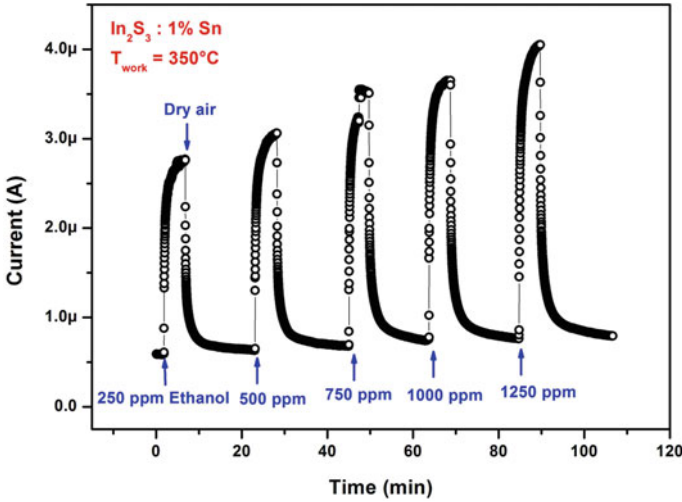 In₂S₃ : 1% Sn
T_work = 350°C
Dry air
4.0µ
3.0µ
2.0µ
1.0µ
0.0
Current (A)
250 ppm Ethanol
500 ppm
750 ppm
1000 ppm
1250 ppm
0
20
40
60
80
100
120
Time (min)